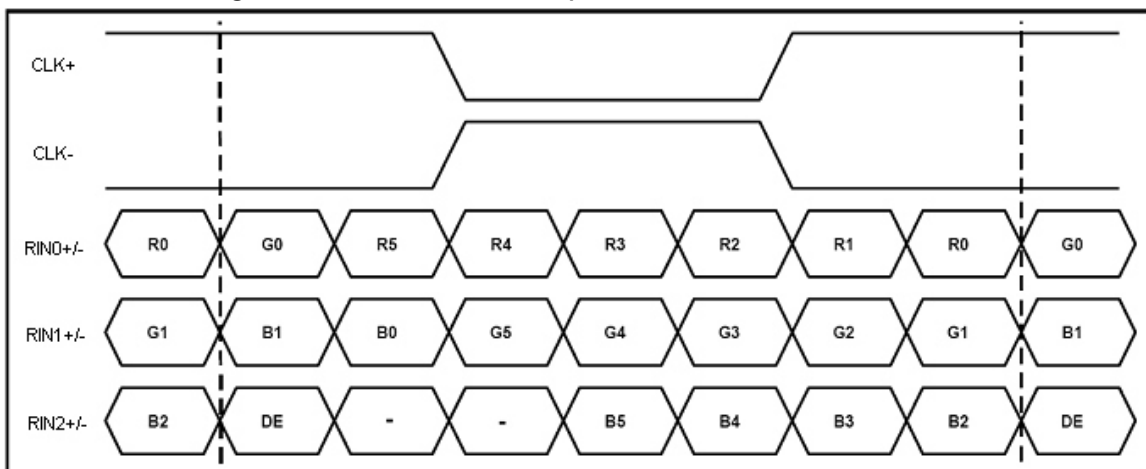 CLK+
CLK-
RIN0+/- R0 G0 R5 R4 R3 R2 R1 R0 G0
RIN1+/- G1 B1 B0 G5 G4 G3 G2 G1 B1
RIN2+/- B2 DE - - B5 B4 B3 B2 DE